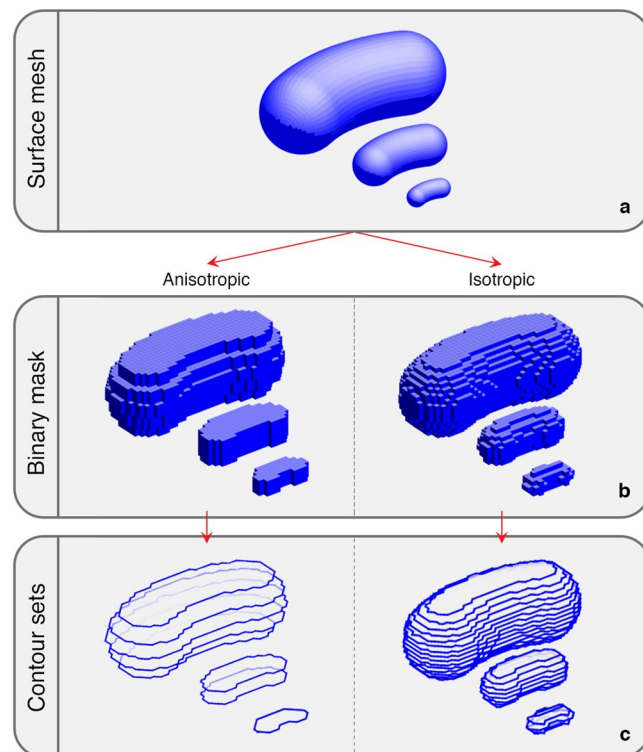 Surface mesh
a
Anisotropic
Isotropic
Binary mask
b
Contour sets
c